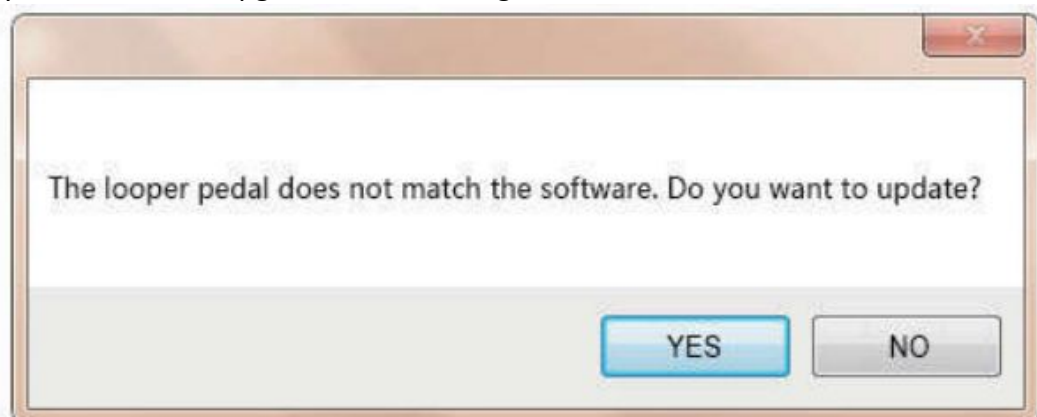 The looper pedal does not match the software. Do you want to update?
YES
NO